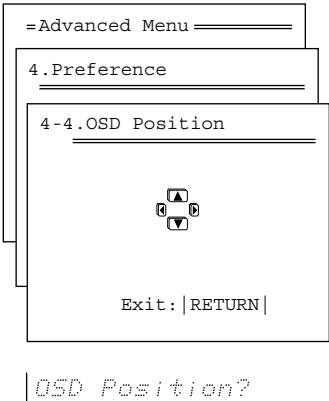 =Advanced Menu
4.Preference
4-4.OSD Position
Exit:|RETURN|
OSD Position?